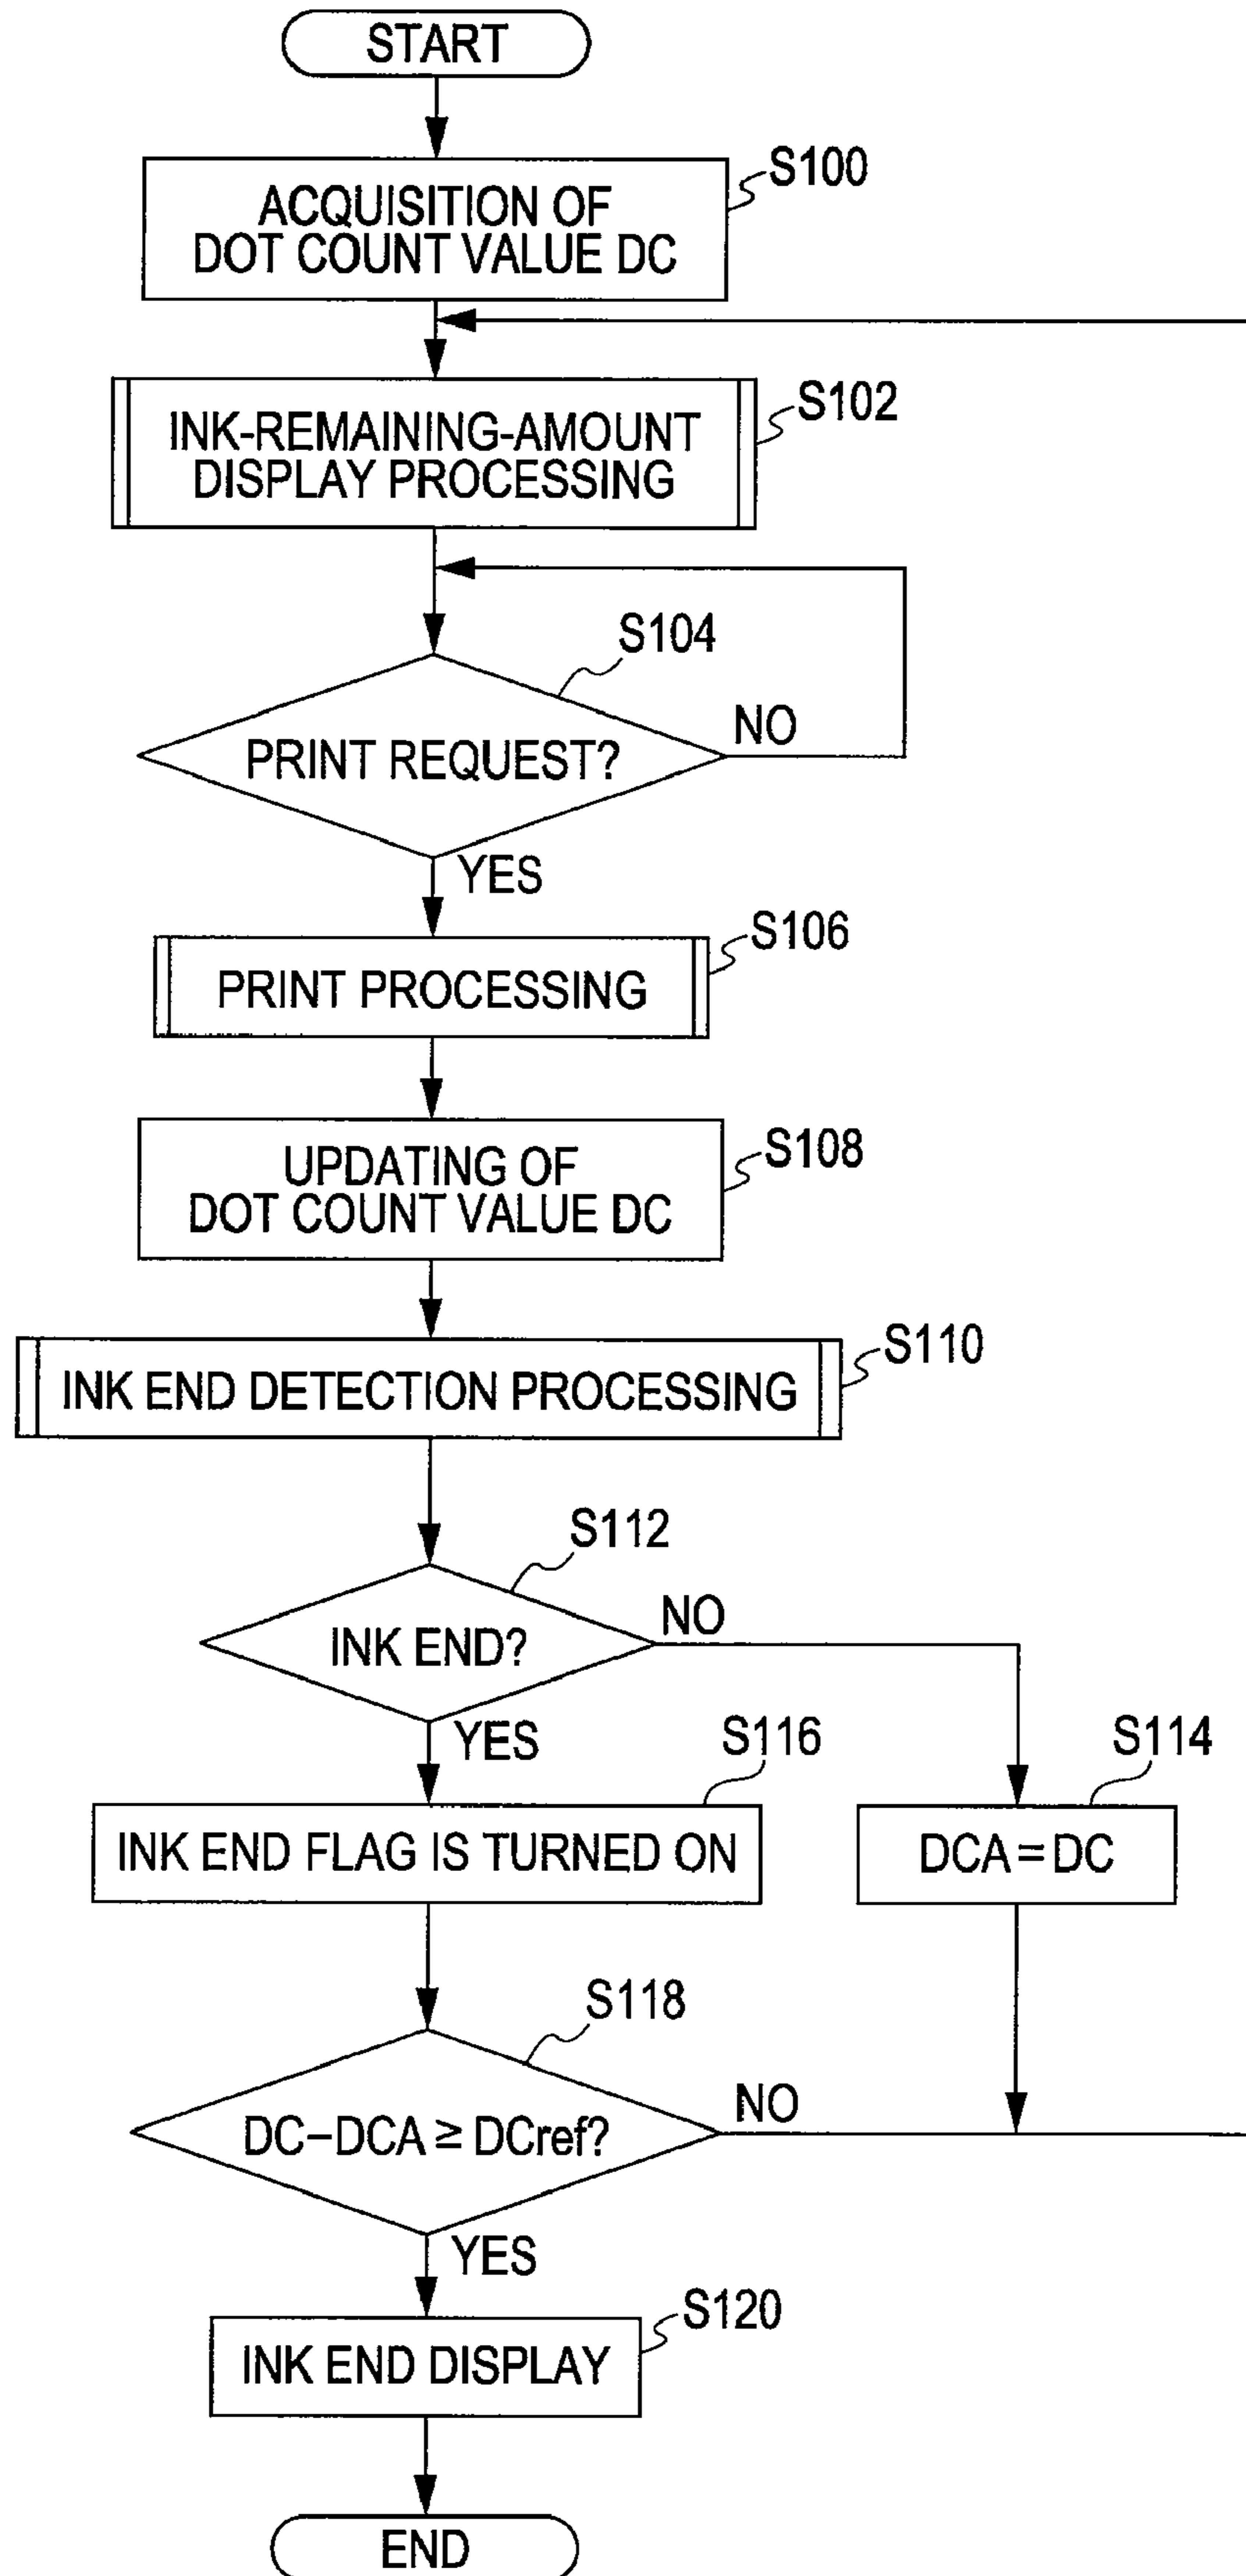 START
S100
ACQUISITION OF
DOT COUNT VALUE DC
S102
INK-REMAINING-AMOUNT
DISPLAY PROCESSING
S104
PRINT REQUEST?
NO
YES
S106
PRINT PROCESSING
S108
UPDATING OF
DOT COUNT VALUE DC
S110
INK END DETECTION PROCESSING
S112
INK END?
NO
YES
S116
S114
INK END FLAG IS TURNED ON
DCA = DC
S118
DC−DCA ≥ DCref?
NO
YES
S120
INK END DISPLAY
END